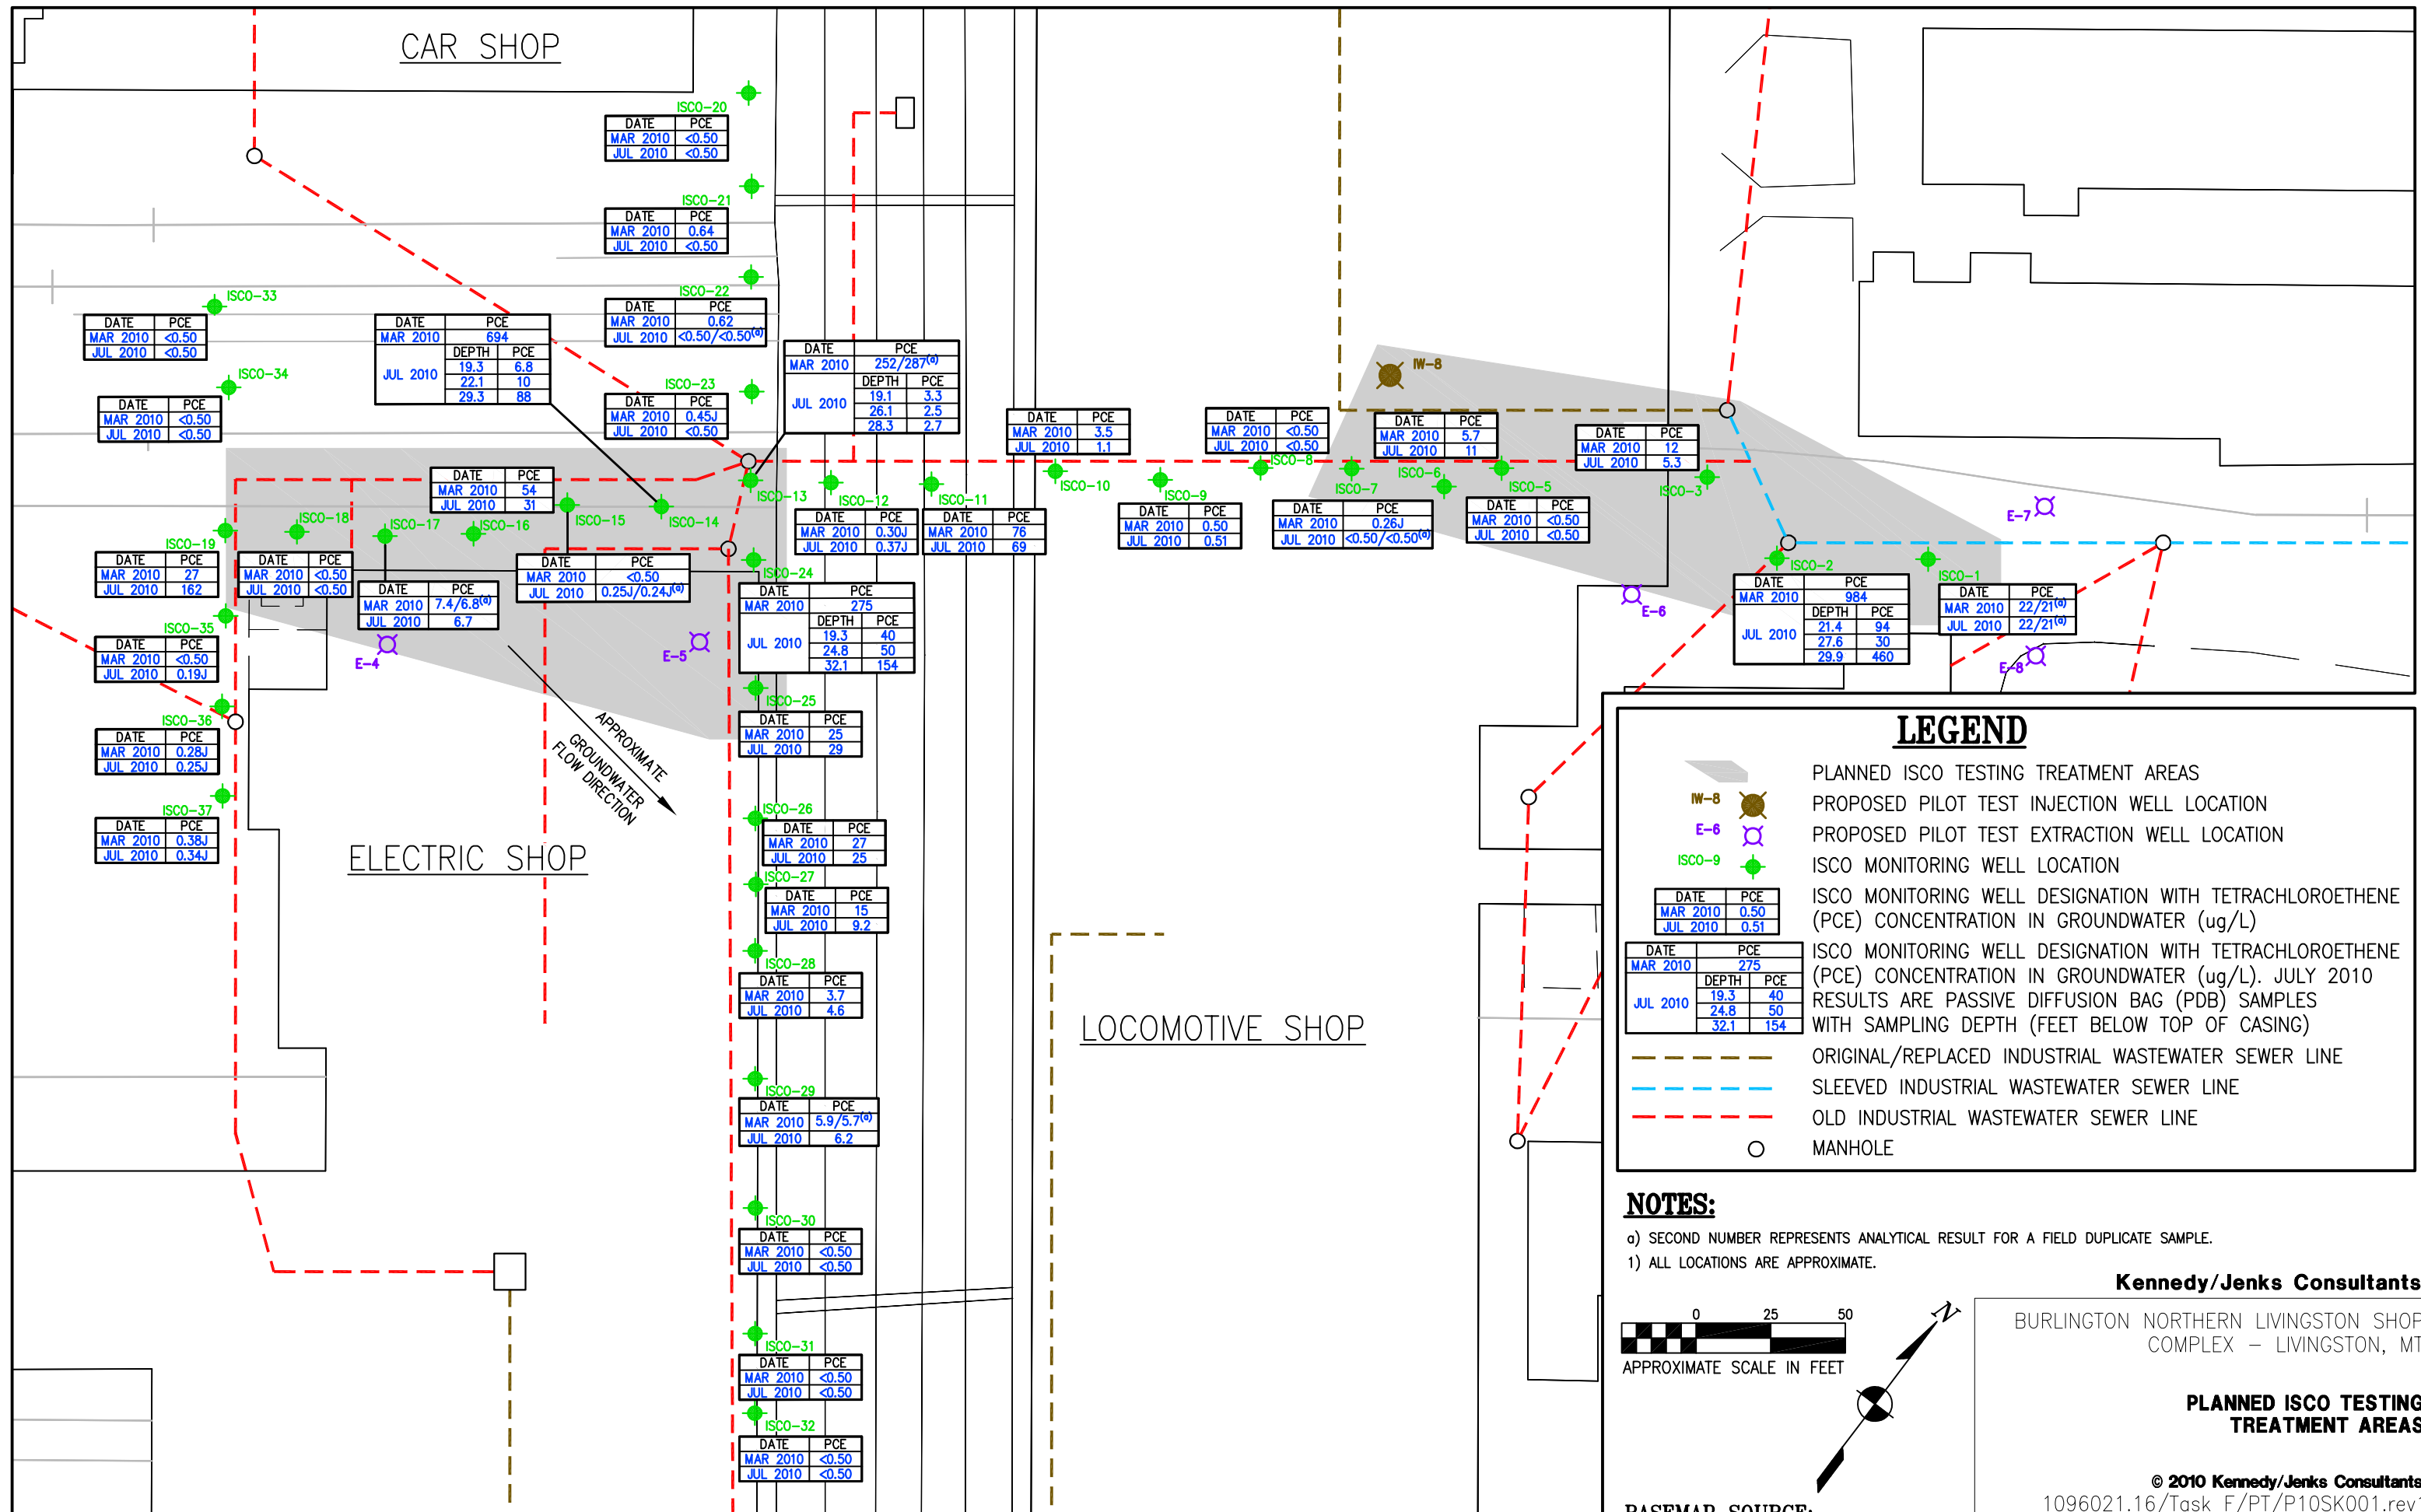 CAR SHOP
ISCO-20
DATE PCE
MAR 2010 <0.50
JUL 2010 <0.50
ISCO-21
DATE PCE
MAR 2010 0.64
JUL 2010 <0.50
ISCO-22
DATE PCE
MAR 2010 0.62
JUL 2010 <0.50/<0.50(a)
ISCO-33
DATE PCE
MAR 2010 <0.50
JUL 2010 <0.50
ISCO-34
DATE PCE
MAR 2010 <0.50
JUL 2010 <0.50
DATE PCE
MAR 2010 694
DEPTH PCE
JUL 2010
19.3 6.8
22.1 10
29.3 88
ISCO-23
DATE PCE
MAR 2010 0.45J
JUL 2010 <0.50
DATE PCE
MAR 2010 252/287(a)
DEPTH PCE
JUL 2010
19.1 3.3
26.1 2.5
28.3 2.7
DATE PCE
MAR 2010 3.5
JUL 2010 1.1
DATE PCE
MAR 2010 <0.50
JUL 2010 <0.50
IW-8
DATE PCE
MAR 2010 5.7
JUL 2010 11
DATE PCE
MAR 2010 12
JUL 2010 5.3
DATE PCE
MAR 2010 54
JUL 2010 31
ISCO-19
ISCO-18
ISCO-17
ISCO-16
ISCO-15
ISCO-14
ISCO-13
ISCO-12
ISCO-11
ISCO-10
ISCO-9
ISCO-8
ISCO-7
ISCO-6
ISCO-5
ISCO-3
E-7
DATE PCE
MAR 2010 27
JUL 2010 162
DATE PCE
MAR 2010 <0.50
JUL 2010 <0.50
DATE PCE
MAR 2010 7.4/6.8(a)
JUL 2010 6.7
DATE PCE
MAR 2010 <0.50
JUL 2010 0.25J/0.24J(a)
DATE PCE
MAR 2010 0.30J
JUL 2010 0.37J
DATE PCE
MAR 2010 76
JUL 2010 69
DATE PCE
MAR 2010 0.50
JUL 2010 0.51
DATE PCE
MAR 2010 0.26J
JUL 2010 <0.50/<0.50(a)
DATE PCE
MAR 2010 <0.50
JUL 2010 <0.50
ISCO-24
DATE PCE
MAR 2010 275
DEPTH PCE
JUL 2010
19.3 40
24.8 50
32.1 154
E-6
ISCO-2
DATE PCE
MAR 2010 984
DEPTH PCE
JUL 2010
21.4 94
27.6 30
29.9 460
ISCO-1
DATE PCE
MAR 2010 22/21(a)
JUL 2010 22/21(a)
E-8
ISCO-35
DATE PCE
MAR 2010 <0.50
JUL 2010 0.19J
E-4
E-5
ISCO-36
DATE PCE
MAR 2010 0.28J
JUL 2010 0.25J
ISCO-37
DATE PCE
MAR 2010 0.38J
JUL 2010 0.34J
APPROXIMATE
GROUNDWATER
FLOW DIRECTION
ISCO-25
DATE PCE
MAR 2010 25
JUL 2010 29
ISCO-26
DATE PCE
MAR 2010 27
JUL 2010 25
ELECTRIC SHOP
ISCO-27
DATE PCE
MAR 2010 15
JUL 2010 9.2
ISCO-28
DATE PCE
MAR 2010 3.7
JUL 2010 4.6
LOCOMOTIVE SHOP
ISCO-29
DATE PCE
MAR 2010 5.9/5.7(a)
JUL 2010 6.2
ISCO-30
DATE PCE
MAR 2010 <0.50
JUL 2010 <0.50
ISCO-31
DATE PCE
MAR 2010 <0.50
JUL 2010 <0.50
ISCO-32
DATE PCE
MAR 2010 <0.50
JUL 2010 <0.50
LEGEND
PLANNED ISCO TESTING TREATMENT AREAS
IW-8 PROPOSED PILOT TEST INJECTION WELL LOCATION
E-6 PROPOSED PILOT TEST EXTRACTION WELL LOCATION
ISCO-9 ISCO MONITORING WELL LOCATION
DATE PCE
MAR 2010 0.50
JUL 2010 0.51
ISCO MONITORING WELL DESIGNATION WITH TETRACHLOROETHENE
(PCE) CONCENTRATION IN GROUNDWATER (ug/L)
DATE PCE
MAR 2010 275
DEPTH PCE
JUL 2010
19.3 40
24.8 50
32.1 154
ISCO MONITORING WELL DESIGNATION WITH TETRACHLOROETHENE
(PCE) CONCENTRATION IN GROUNDWATER (ug/L). JULY 2010
RESULTS ARE PASSIVE DIFFUSION BAG (PDB) SAMPLES
WITH SAMPLING DEPTH (FEET BELOW TOP OF CASING)
ORIGINAL/REPLACED INDUSTRIAL WASTEWATER SEWER LINE
SLEEVED INDUSTRIAL WASTEWATER SEWER LINE
OLD INDUSTRIAL WASTEWATER SEWER LINE
MANHOLE
NOTES:
a) SECOND NUMBER REPRESENTS ANALYTICAL RESULT FOR A FIELD DUPLICATE SAMPLE.
1) ALL LOCATIONS ARE APPROXIMATE.
0 25 50
APPROXIMATE SCALE IN FEET
N
Kennedy/Jenks Consultants
BURLINGTON NORTHERN LIVINGSTON SHOP
COMPLEX – LIVINGSTON, MT
PLANNED ISCO TESTING
TREATMENT AREAS
© 2010 Kennedy/Jenks Consultants
1096021.16/Task F/PT/P10SK001.rev1
BASEMAP SOURCE: